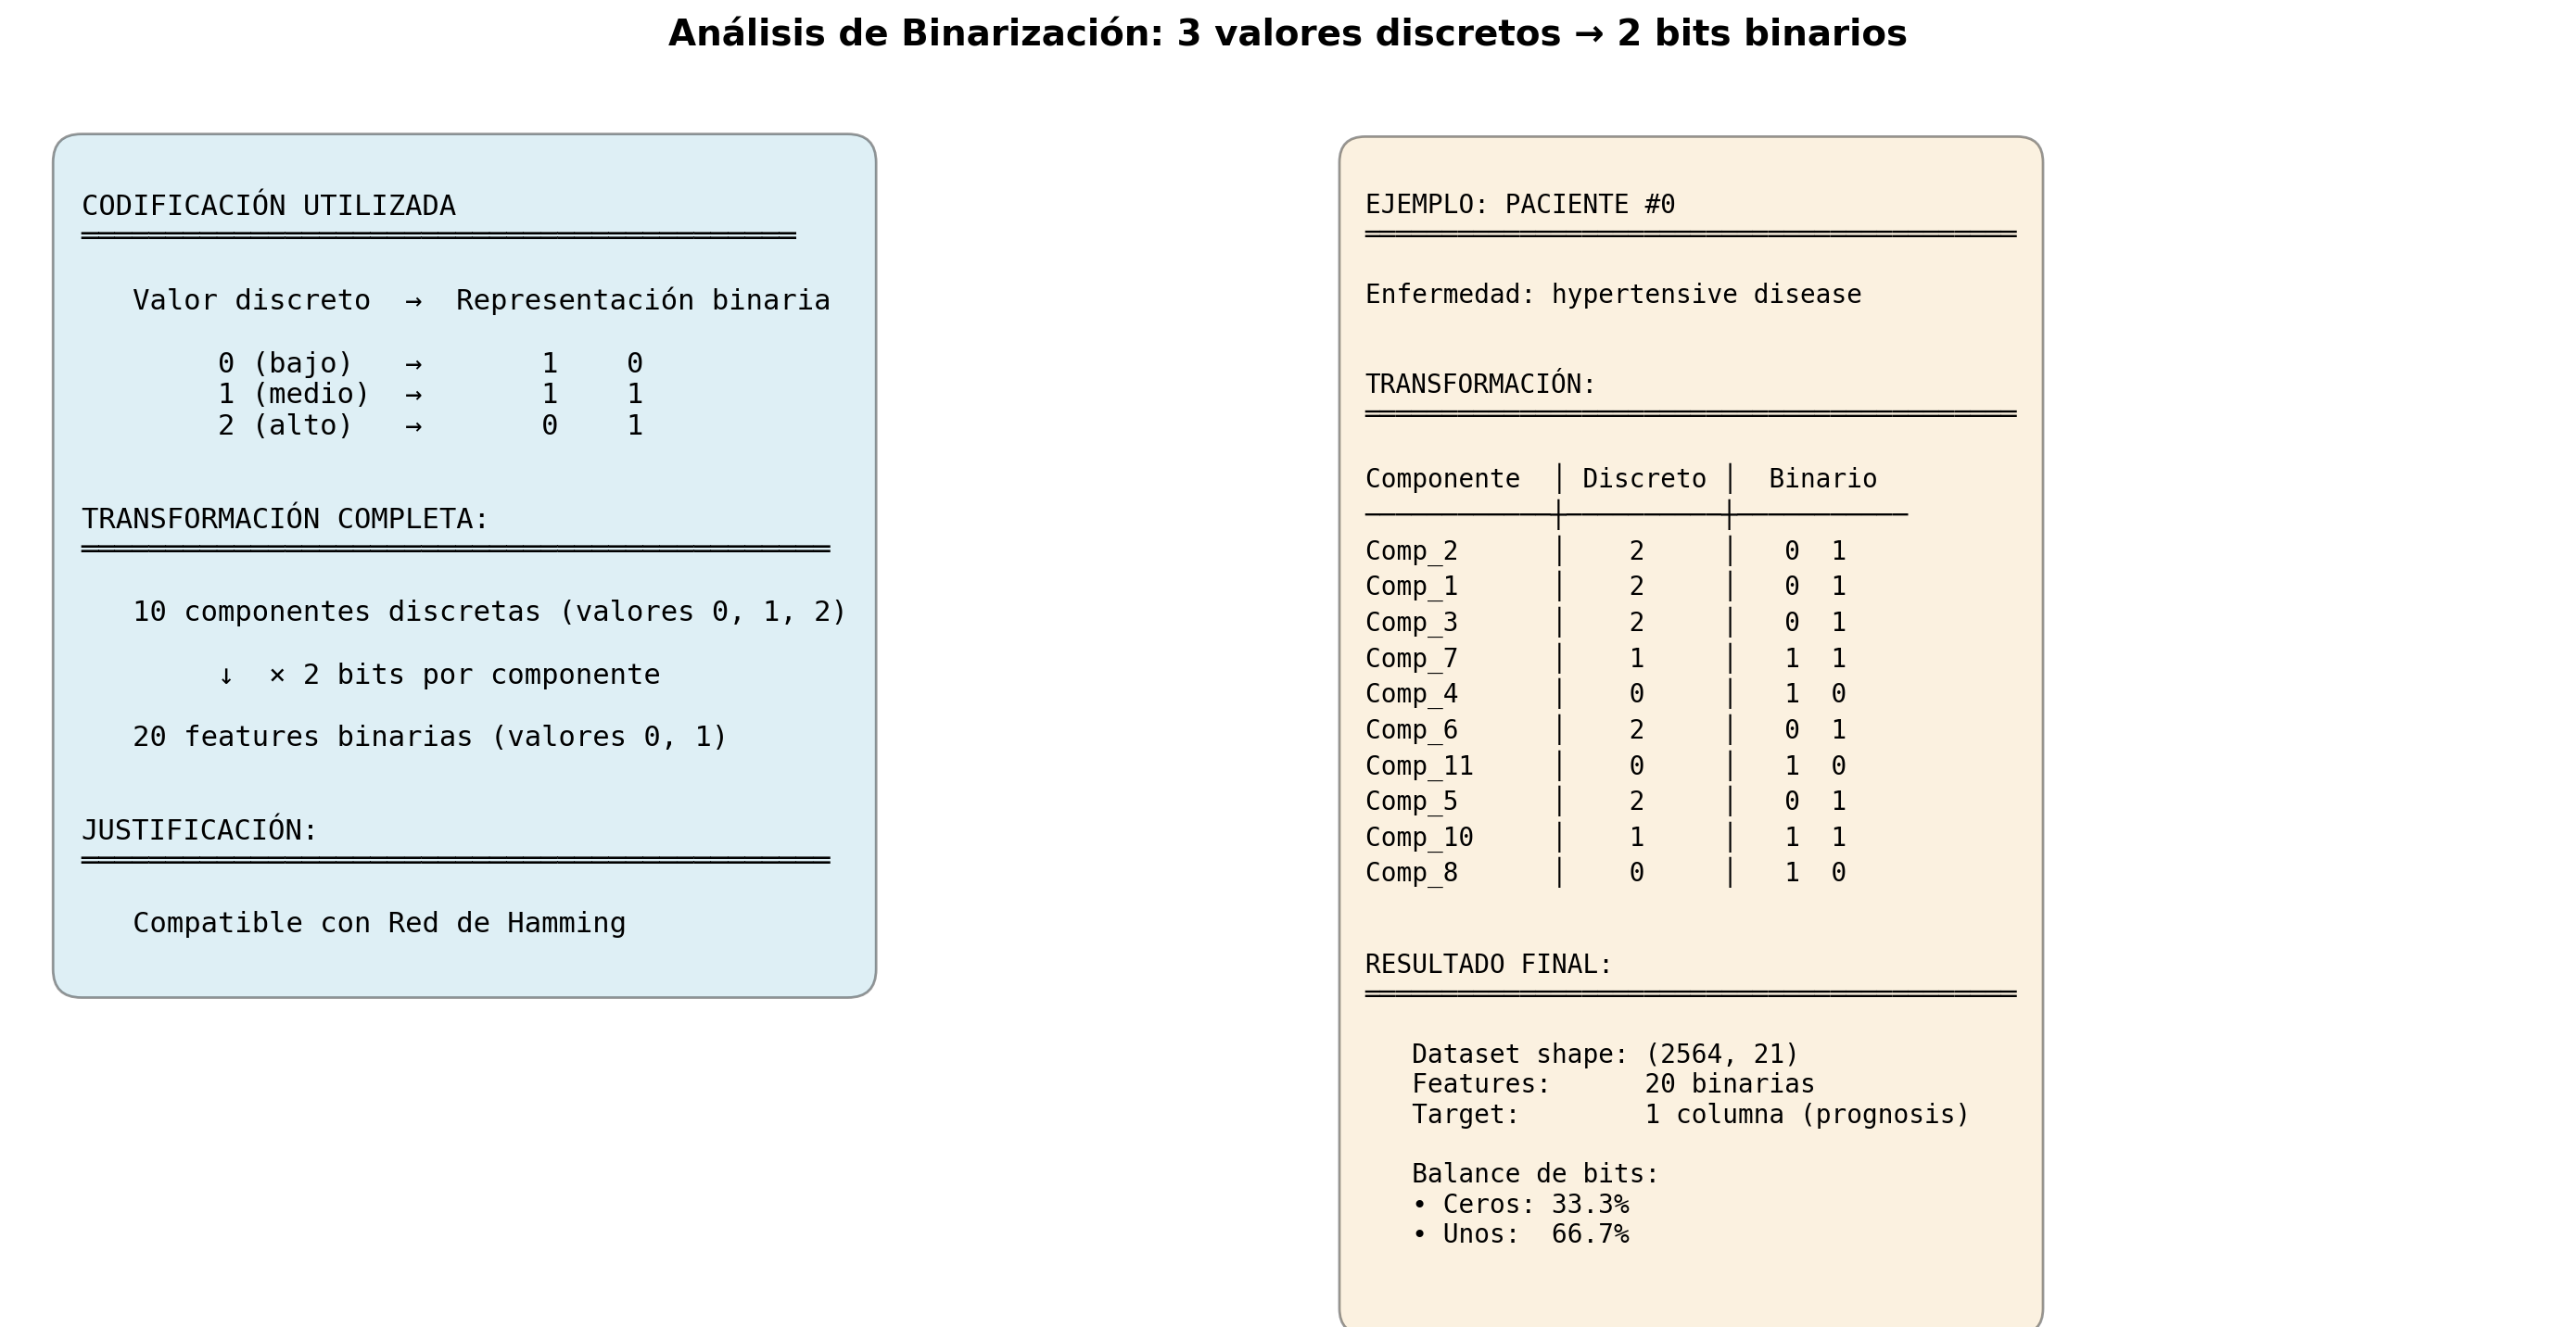 Análisis de Binarización: 3 valores discretos → 2 bits binarios
CODIFICACIÓN UTILIZADA
Valor discreto → Representación binaria
0 (bajo) → 1 0
1 (medio) → 1 1
2 (alto) → 0 1
TRANSFORMACIÓN COMPLETA:
10 componentes discretas (valores 0, 1, 2)
↓ × 2 bits por componente
20 features binarias (valores 0, 1)
JUSTIFICACIÓN:
Compatible con Red de Hamming
EJEMPLO: PACIENTE #0
Enfermedad: hypertensive disease
TRANSFORMACIÓN:
Componente │ Discreto │ Binario
Comp_2 │ 2 │ 0 1
Comp_1 │ 2 │ 0 1
Comp_3 │ 2 │ 0 1
Comp_7 │ 1 │ 1 1
Comp_4 │ 0 │ 1 0
Comp_6 │ 2 │ 0 1
Comp_11 │ 0 │ 1 0
Comp_5 │ 2 │ 0 1
Comp_10 │ 1 │ 1 1
Comp_8 │ 0 │ 1 0
RESULTADO FINAL:
Dataset shape: (2564, 21)
Features: 20 binarias
Target: 1 columna (prognosis)
Balance de bits:
• Ceros: 33.3%
• Unos: 66.7%